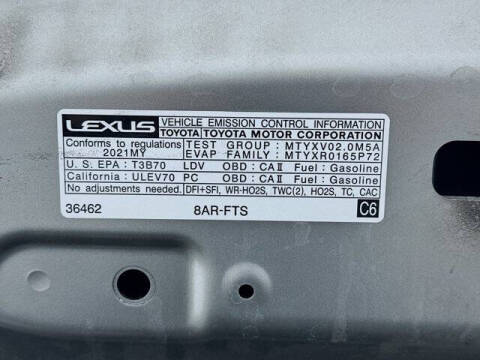 LEXUS VEHICLE EMISSION CONTROL INFORMATION
TOYOTA TOYOTA MOTOR CORPORATION
Conforms to regulations TEST GROUP : MTYXV02.0M5A
2021MY EVAP FAMILY : MTYXR0165P72
U. S. EPA : T3B70 LDV OBD : CAⅡ Fuel : Gasoline
California : ULEV70 PC OBD : CAⅡ Fuel : Gasoline
No adjustments needed. DFI+SFI, WR-HO2S, TWC(2), HO2S, TC, CAC
36462 8AR-FTS C6